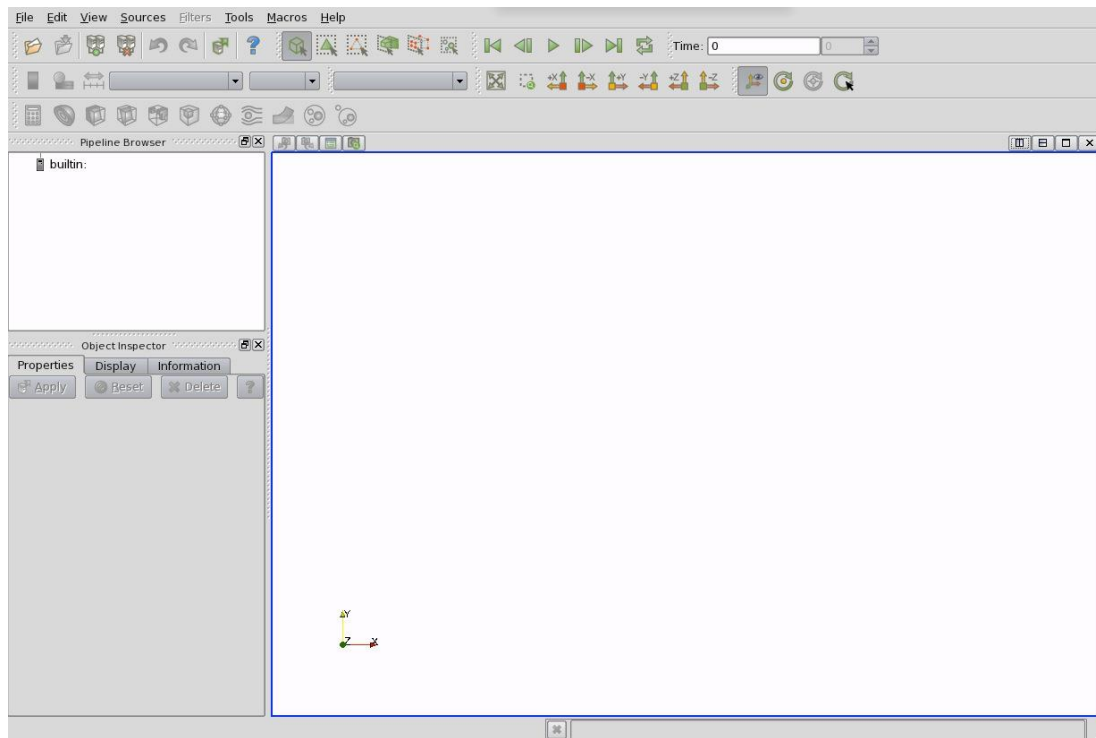 File Edit View Sources Filters Tools Macros Help
Time: 0 0
+X -X +Y -Y +Z -Z
Pipeline Browser
builtin:
Object Inspector
Properties Display Information
Apply Reset Delete ?
Y
Z X